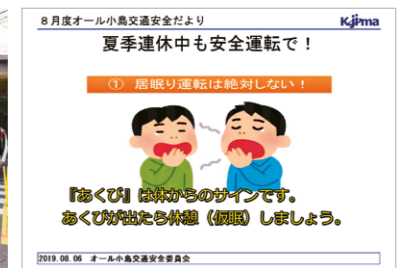 8月度オール小島交通安全だより
Kojima
夏季連休中も安全運転で！
① 居眠り運転は絶対しない！
『あくび』は体からのサインです。
あくびが出たら休憩（仮眠）しましょう。
2019.08.06 オール小島交通安全委員会